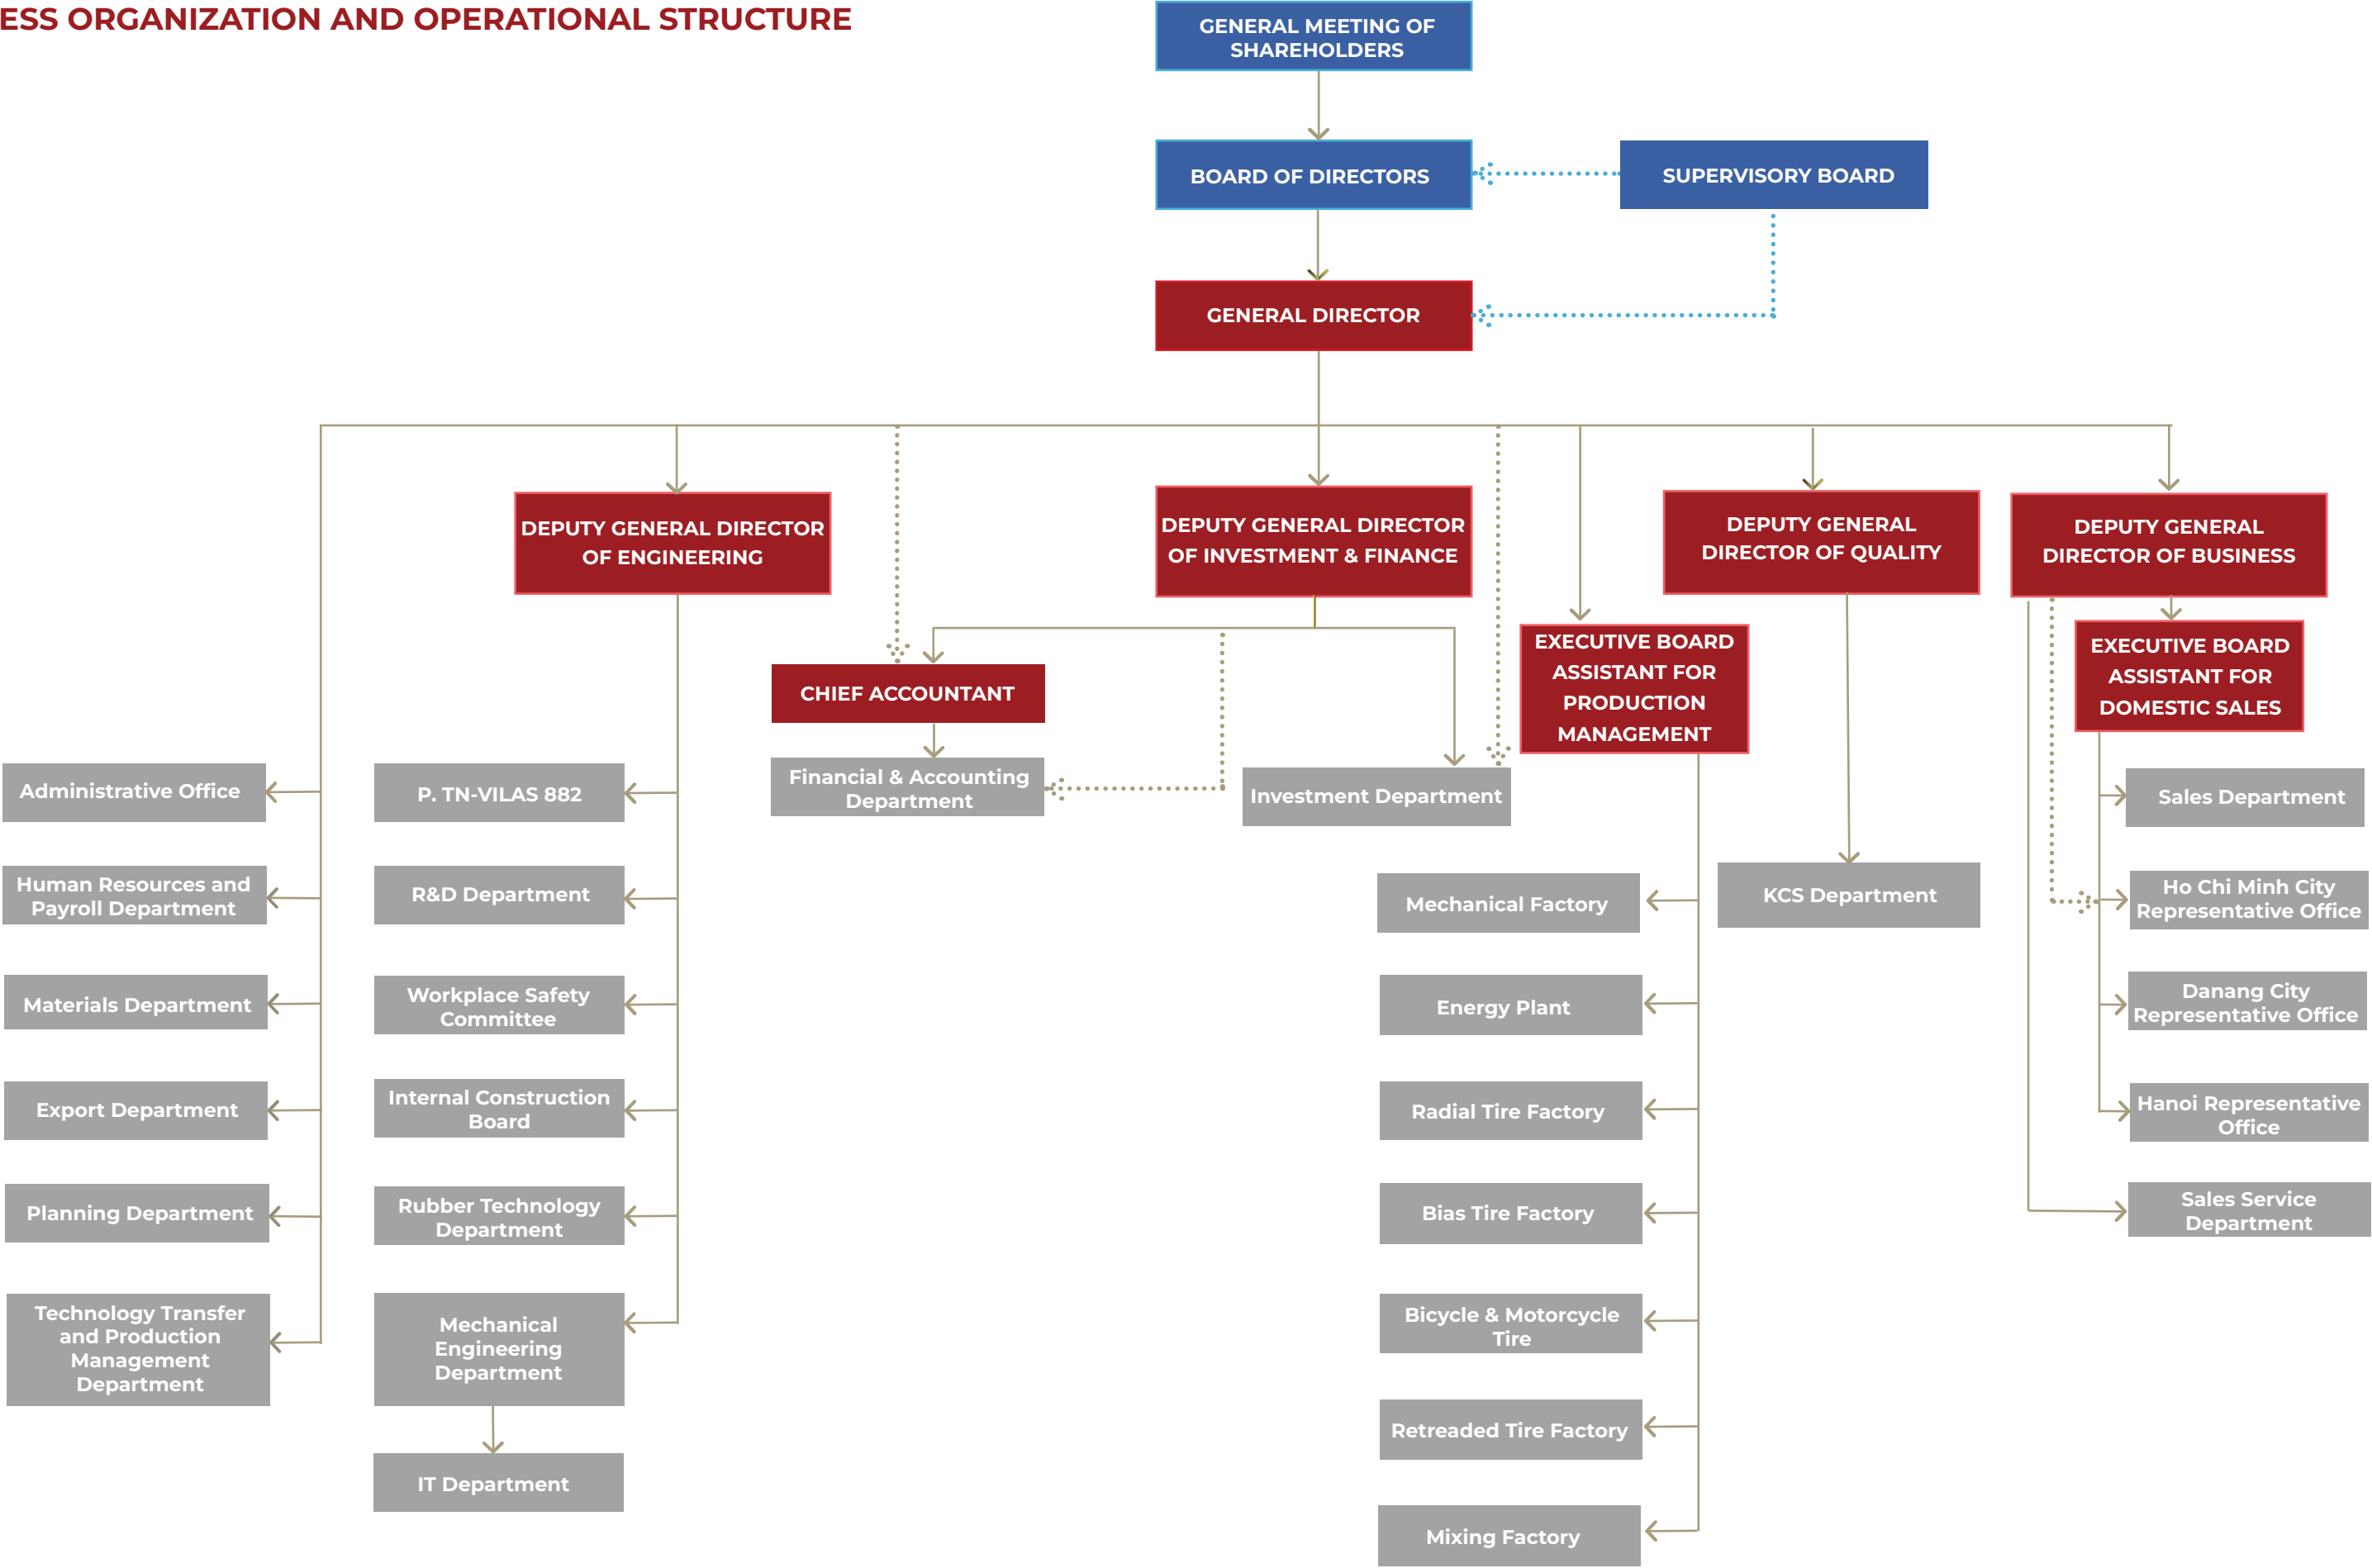 ESS ORGANIZATION AND OPERATIONAL STRUCTURE
GENERAL MEETING OF
SHAREHOLDERS
BOARD OF DIRECTORS
SUPERVISORY BOARD
GENERAL DIRECTOR
DEPUTY GENERAL DIRECTOR
OF ENGINEERING
DEPUTY GENERAL DIRECTOR
OF INVESTMENT & FINANCE
DEPUTY GENERAL
DIRECTOR OF QUALITY
DEPUTY GENERAL
DIRECTOR OF BUSINESS
CHIEF ACCOUNTANT
EXECUTIVE BOARD
ASSISTANT FOR
PRODUCTION
MANAGEMENT
EXECUTIVE BOARD
ASSISTANT FOR
DOMESTIC SALES
Administrative Office
Human Resources and
Payroll Department
Materials Department
Export Department
Planning Department
Technology Transfer
and Production
Management
Department
P. TN-VILAS 882
R&D Department
Workplace Safety
Committee
Internal Construction
Board
Rubber Technology
Department
Mechanical
Engineering
Department
IT Department
Financial & Accounting
Department
Investment Department
Mechanical Factory
Energy Plant
Radial Tire Factory
Bias Tire Factory
Bicycle & Motorcycle
Tire
Retreaded Tire Factory
Mixing Factory
KCS Department
Sales Department
Ho Chi Minh City
Representative Office
Danang City
Representative Office
Hanoi Representative
Office
Sales Service
Department